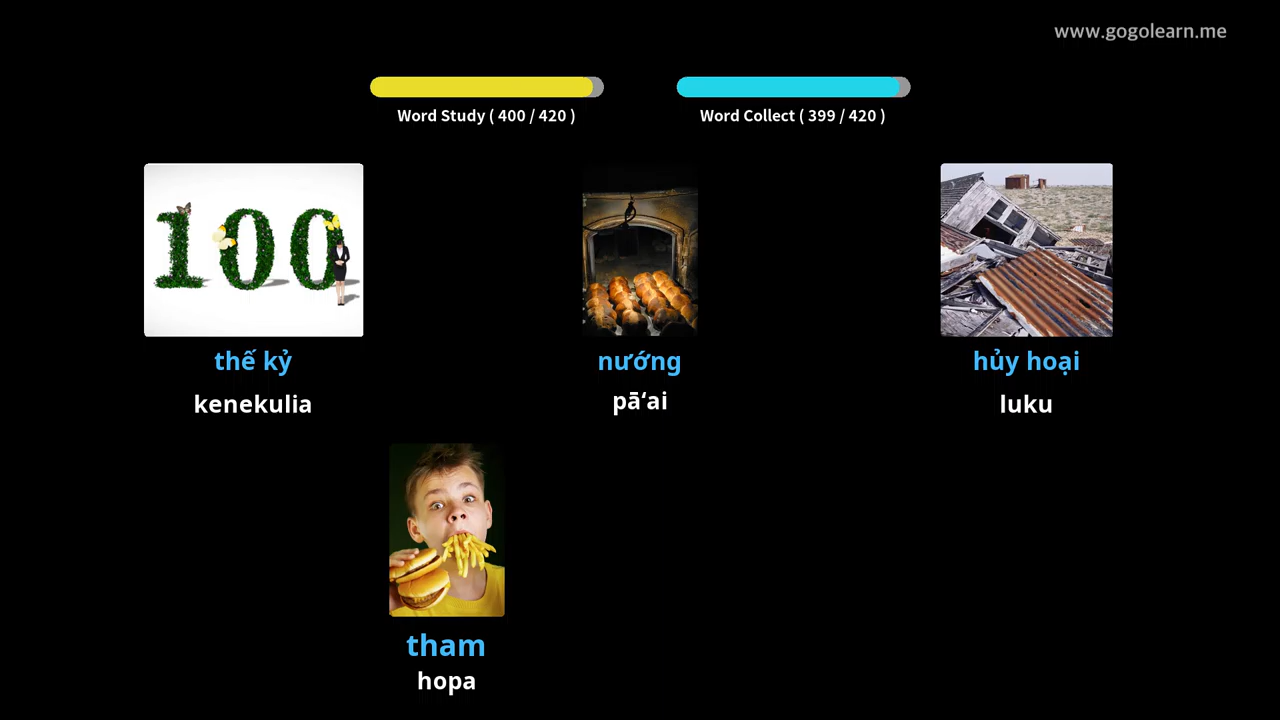 www.gogolearn.me
Word Study ( 400 / 420 )
Word Collect ( 399 / 420 )
100
thế kỷ
nướng
hủy hoại
kenekulia
pāʻai
luku
tham
hopa